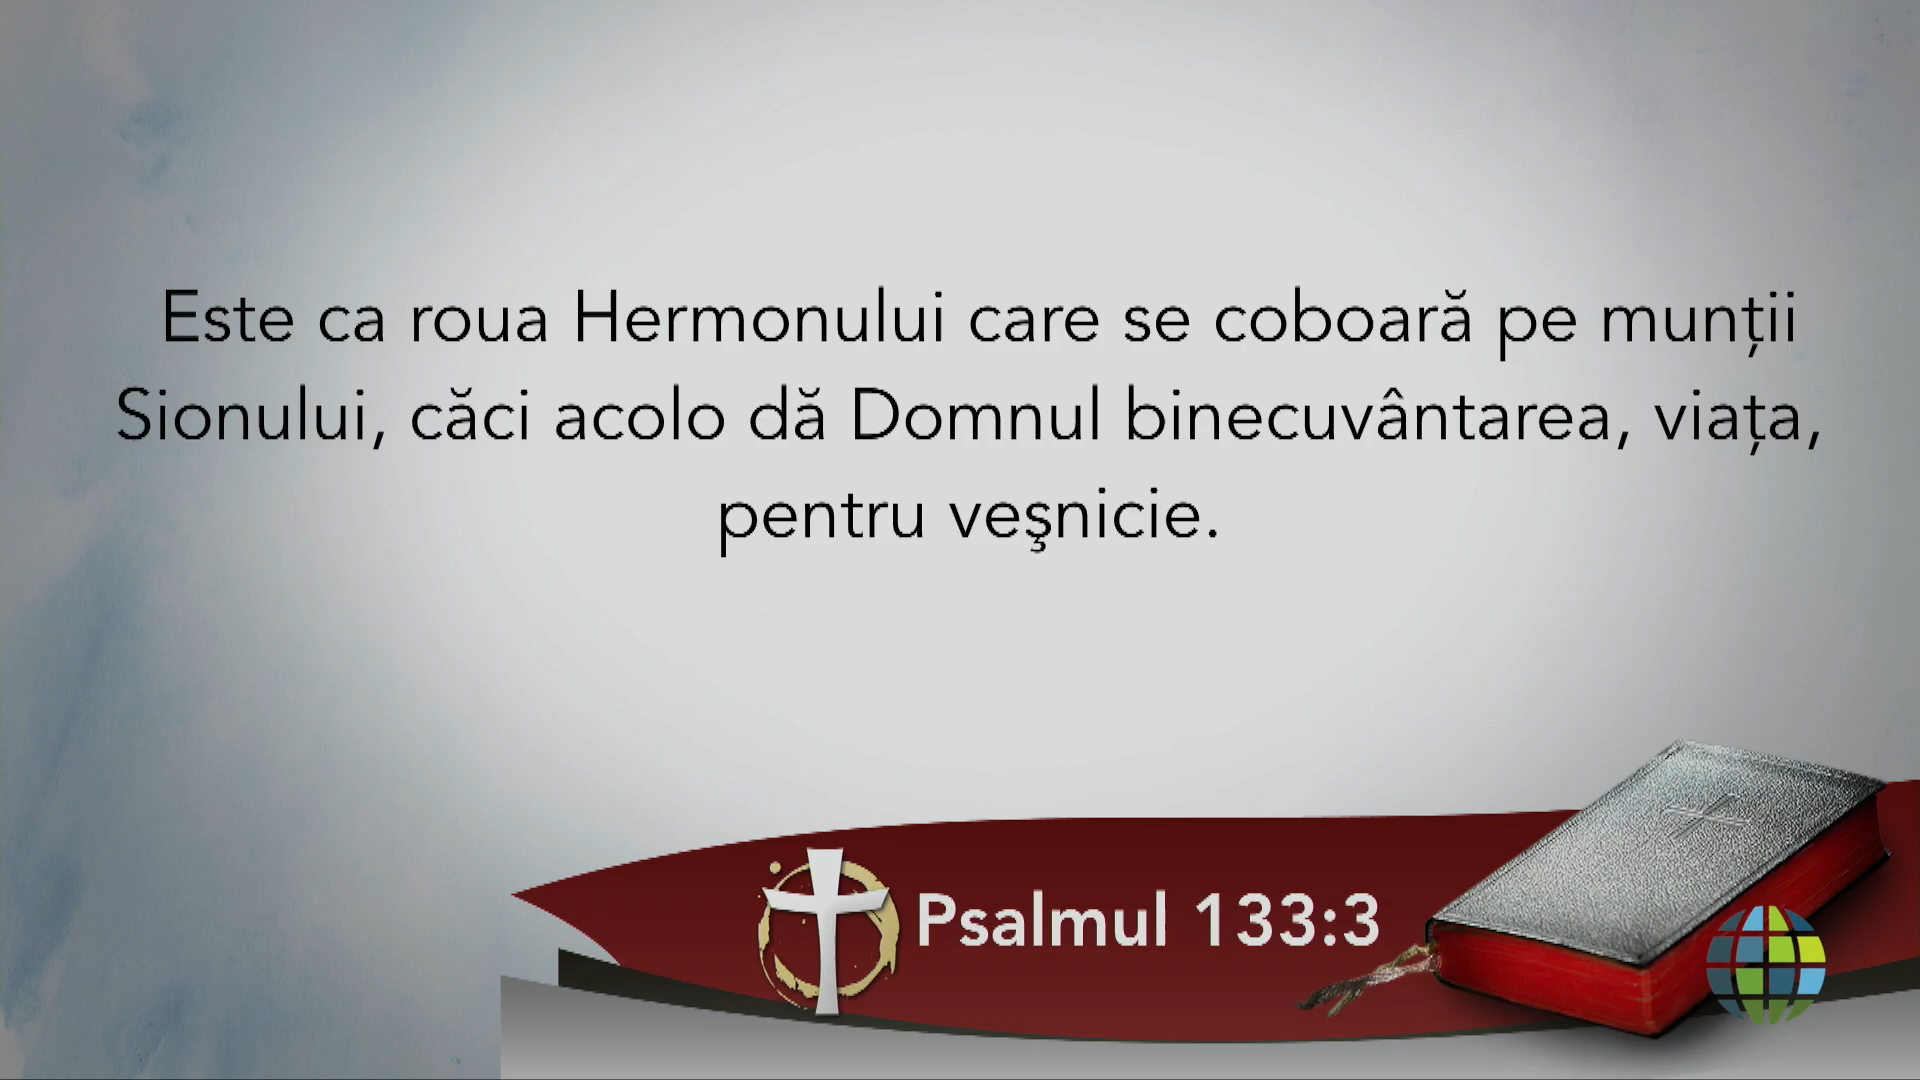 Este ca roua Hermonului care se coboară pe munții
Sionului, căci acolo dă Domnul binecuvântarea, viața,
pentru veşnicie.
Psalmul 133:3